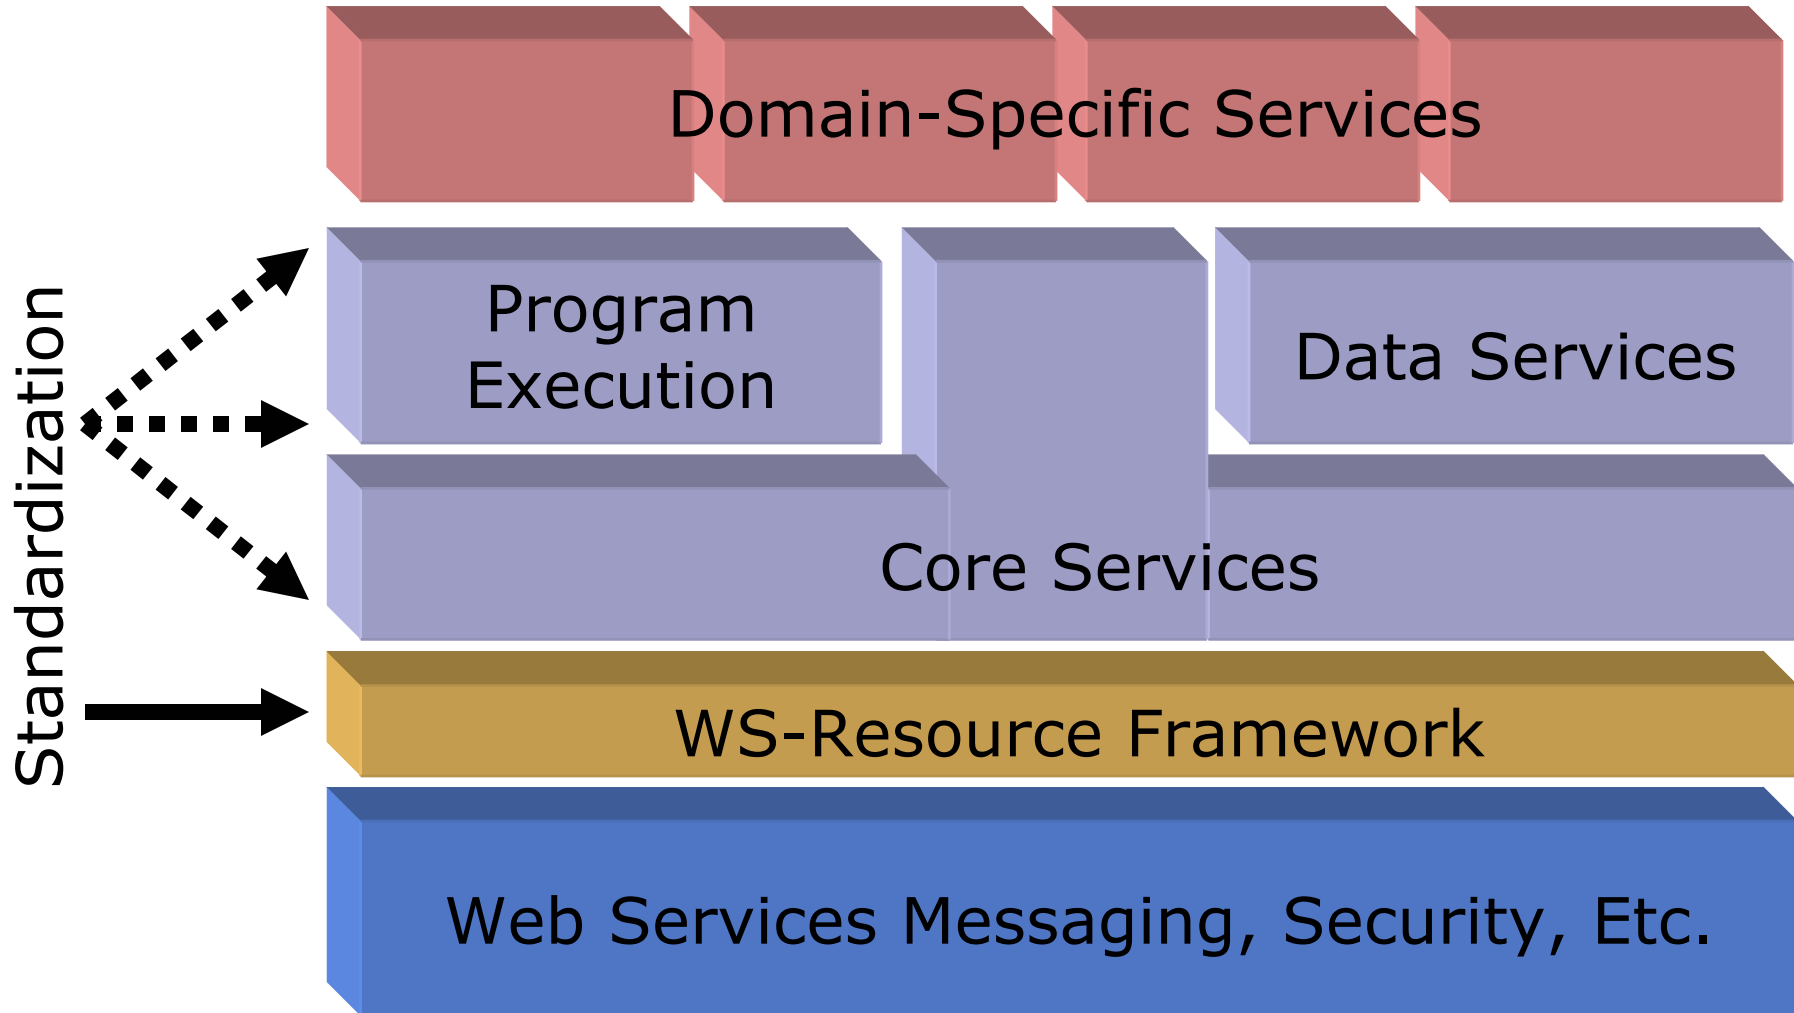 Domain-Specific Services
Program
Execution
Data Services
Core Services
WS-Resource Framework
Web Services Messaging, Security, Etc.
Standardization